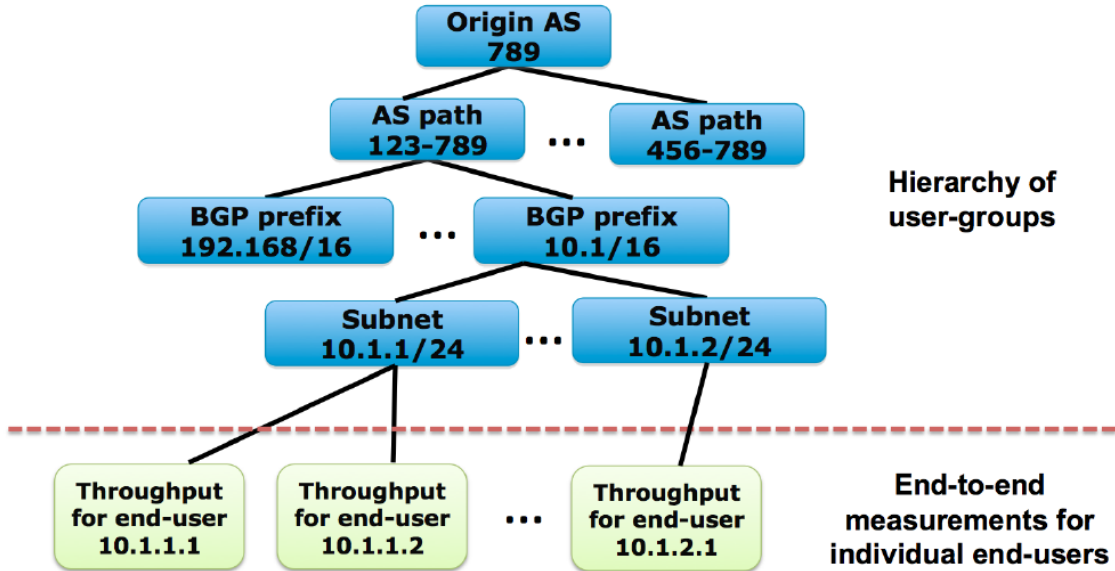 Origin AS
789
AS path
123-789
...
AS path
456-789
Hierarchy of
user-groups
BGP prefix
192.168/16
...
BGP prefix
10.1/16
Subnet
10.1.1/24
...
Subnet
10.1.2/24
Throughput
for end-user
10.1.1.1
Throughput
for end-user
10.1.1.2
...
Throughput
for end-user
10.1.2.1
End-to-end
measurements for
individual end-users